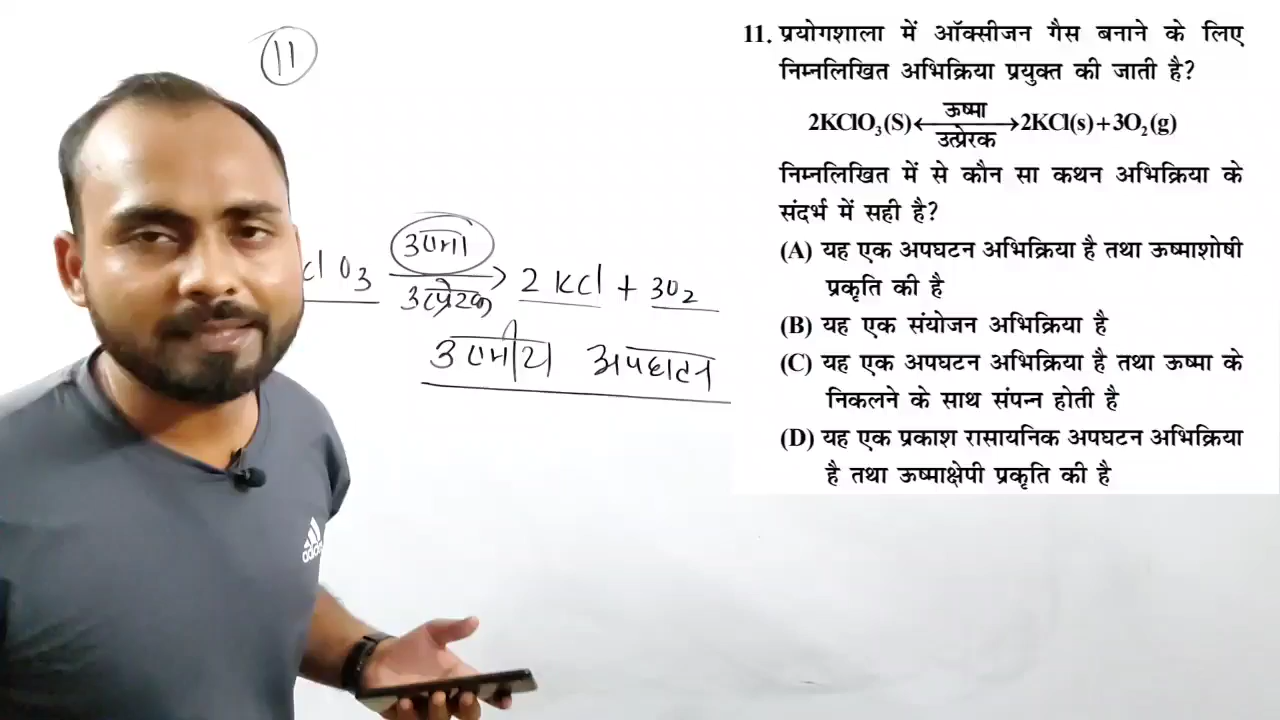 11
11. प्रयोगशाला में ऑक्सीजन गैस बनाने के लिए
निम्नलिखित अभिक्रिया प्रयुक्त की जाती है?
ऊष्मा
2KClO₃(S)⟷2KCl(s)+3O₂(g)
उत्प्रेरक
निम्नलिखित में से कौन सा कथन अभिक्रिया के
संदर्भ में सही है?
(A) यह एक अपघटन अभिक्रिया है तथा ऊष्माशोषी
प्रकृति की है
(B) यह एक संयोजन अभिक्रिया है
(C) यह एक अपघटन अभिक्रिया है तथा ऊष्मा के
निकलने के साथ संपन्न होती है
(D) यह एक प्रकाश रासायनिक अपघटन अभिक्रिया
है तथा ऊष्माक्षेपी प्रकृति की है
उष्मा
Cl O₃ → 2 KCl + 3O₂
उत्प्रेरक
उष्मीय अपघटन
adidas